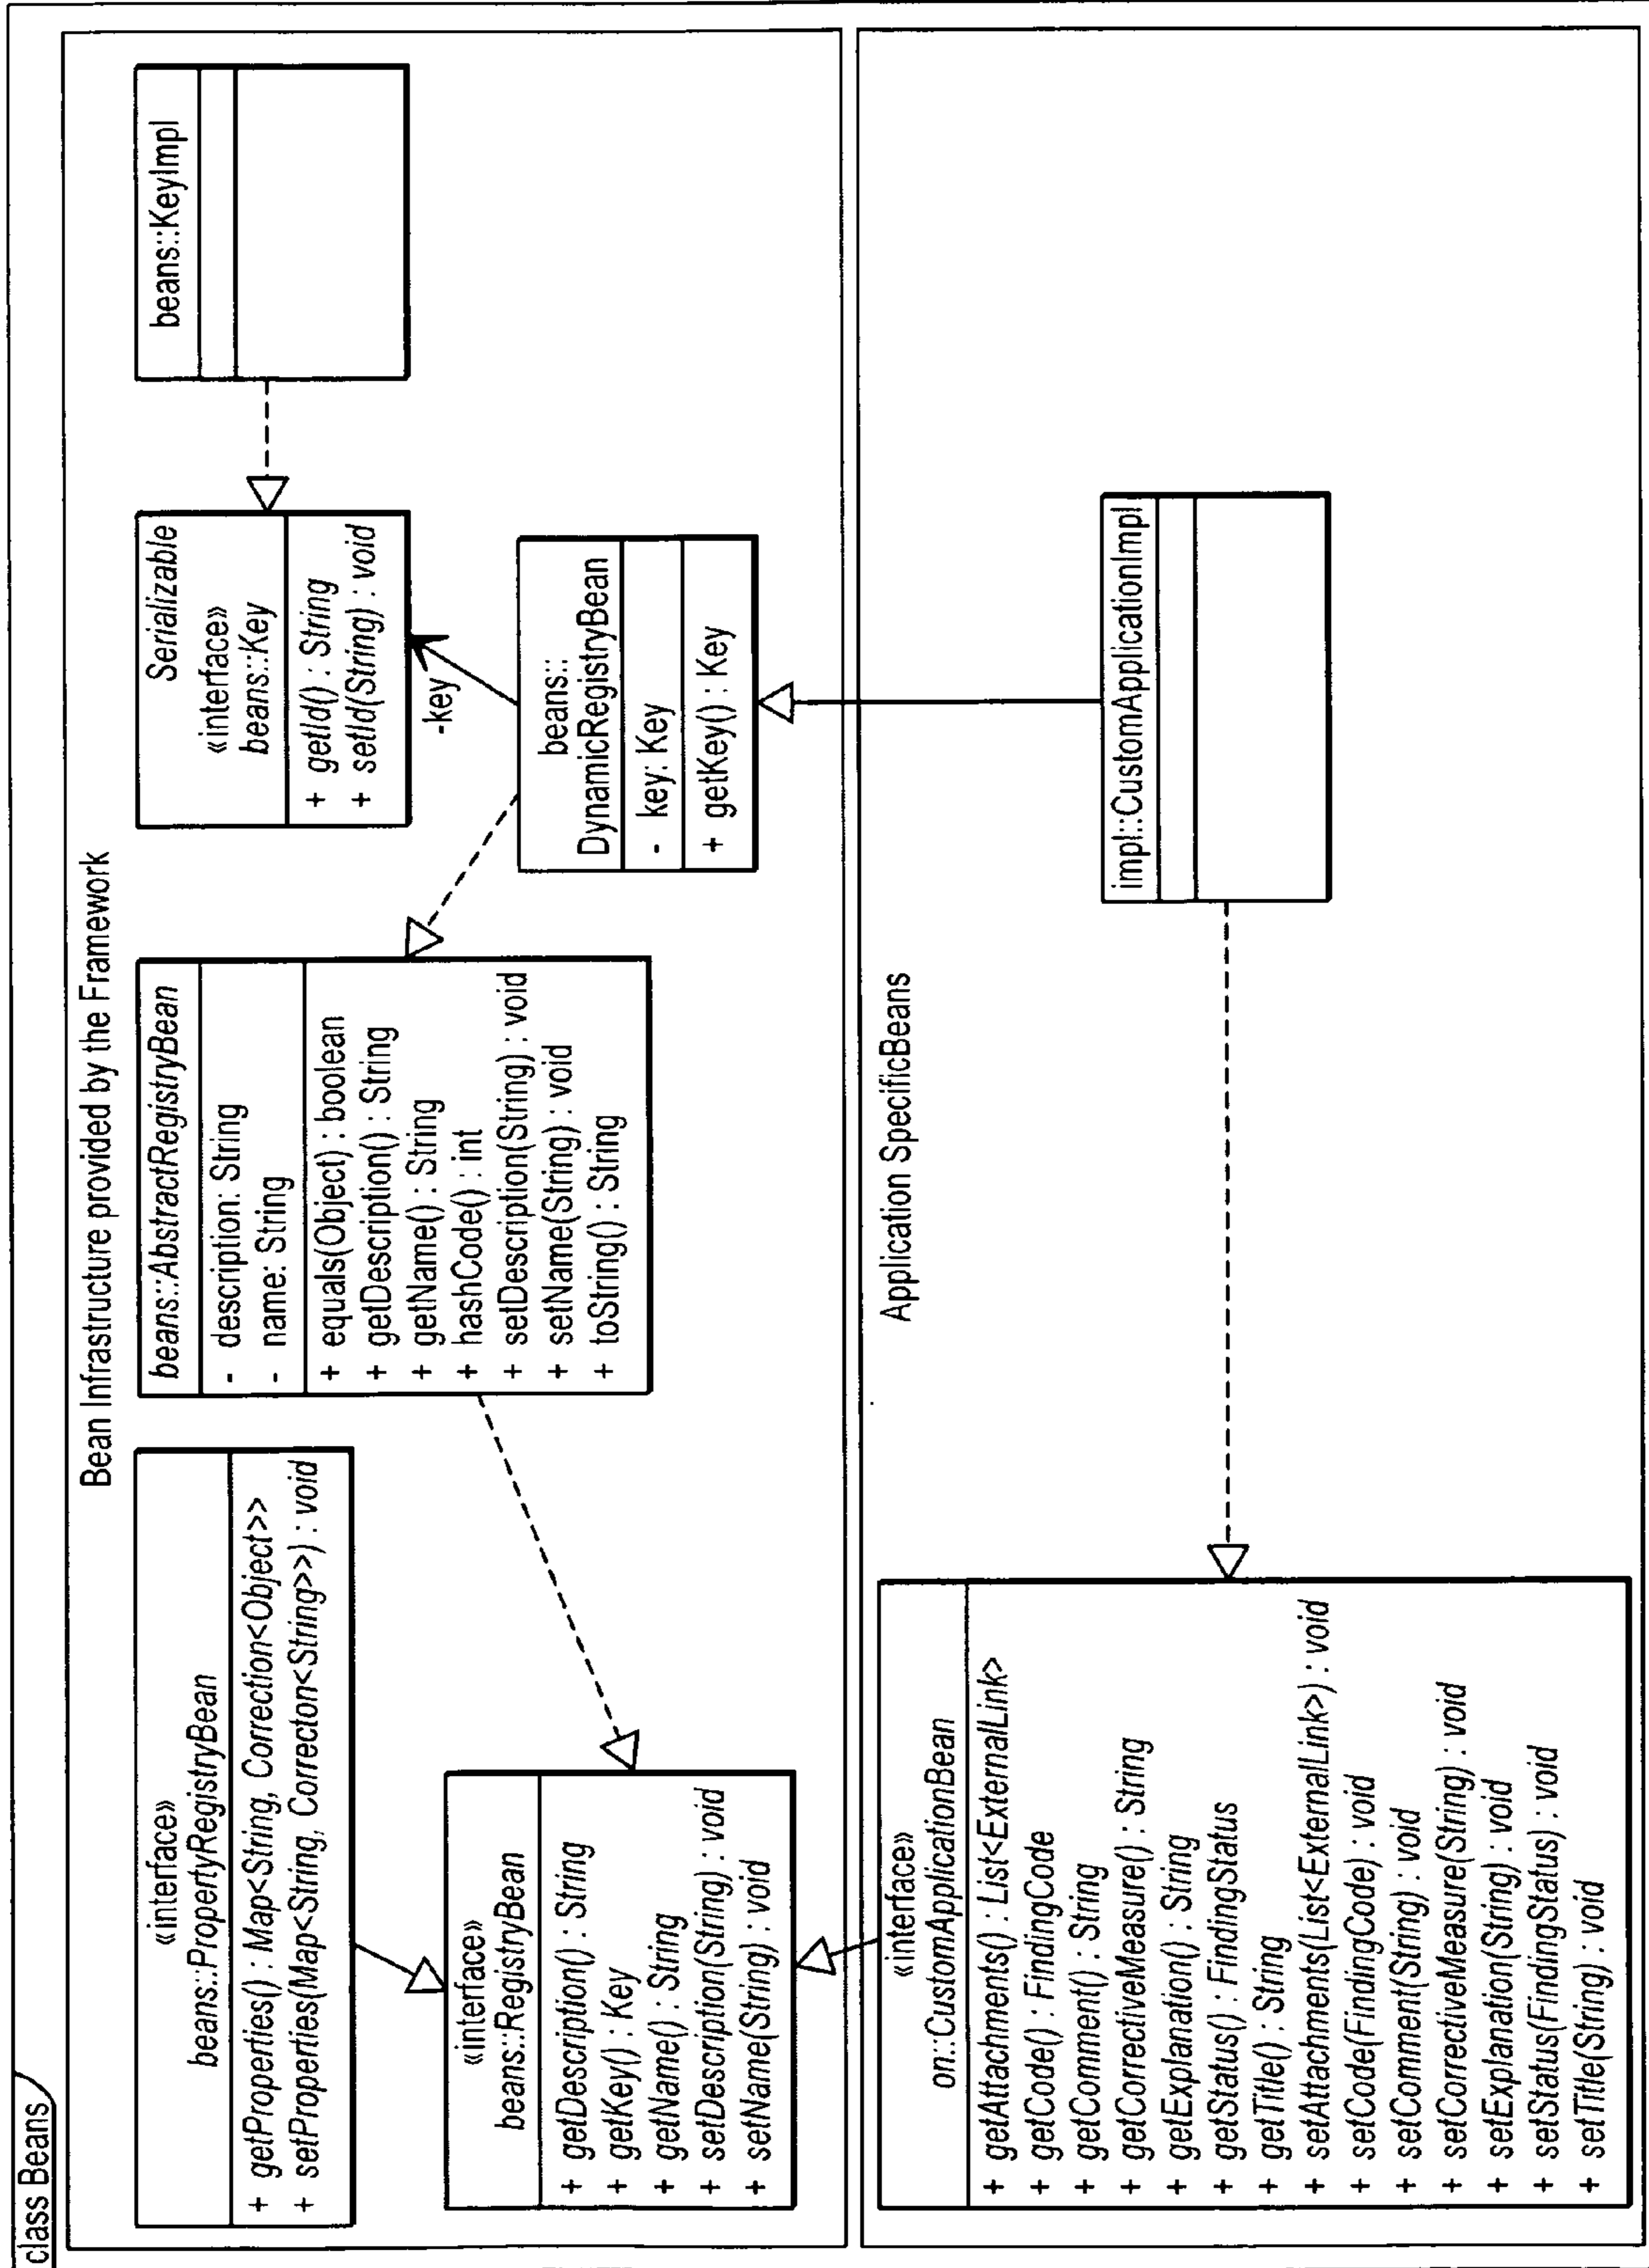 class Beans
Bean Infrastructure provided by the Framework
«interface»
beans::PropertyRegistryBean
+ getProperties() : Map<String, Correction<Object>>
+ setProperties(Map<String, Correcton<String>>) : void
beans::AbstractRegistryBean
- description: String
- name: String
+ equals(Object) : boolean
+ getDescription() : String
+ getName() : String
+ hashCode() : int
+ setDescription(String) : void
+ setName(String) : void
+ toString() : String
Serializable
«interface»
beans::Key
+ getId() : String
+ setId(String) : void
beans::KeyImpl
-key
«interface»
beans::RegistryBean
+ getDescription() : String
+ getKey() : Key
+ getName() : String
+ setDescription(String) : void
+ setName(String) : void
beans::
DynamicRegistryBean
- key: Key
+ getKey() : Key
Application SpecificBeans
«interface»
on::CustomApplicationBean
+ getAttachments() : List<ExternalLink>
+ getCode() : FindingCode
+ getComment() : String
+ getCorrectiveMeasure() : String
+ getExplanation() : String
+ getStatus() : FindingStatus
+ getTitle() : String
+ setAttachments(List<ExternalLink>) : void
+ setCode(FindingCode) : void
+ setComment(String) : void
+ setCorrectiveMeasure(String) : void
+ setExplanation(String) : void
+ setStatus(FindingStatus) : void
+ setTitle(String) : void
impl::CustomApplicationImpl